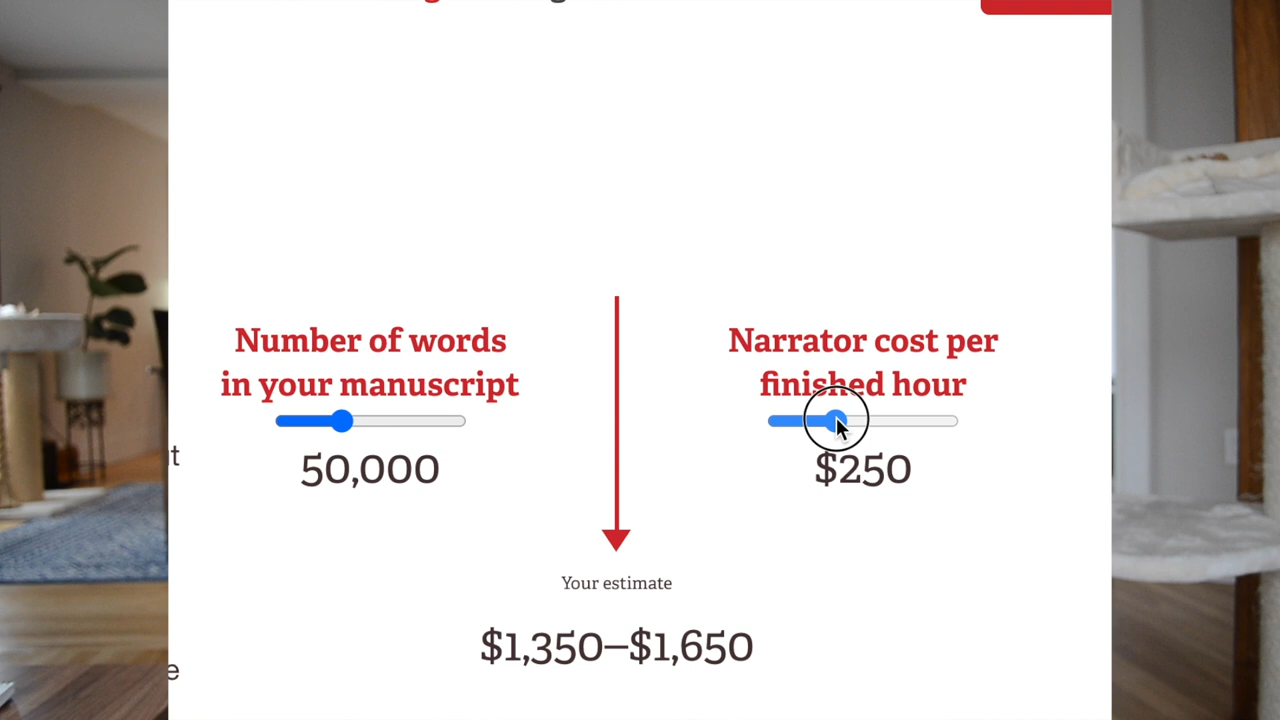 Number of words
in your manuscript
50,000
Narrator cost per
finished hour
$250
Your estimate
$1,350–$1,650